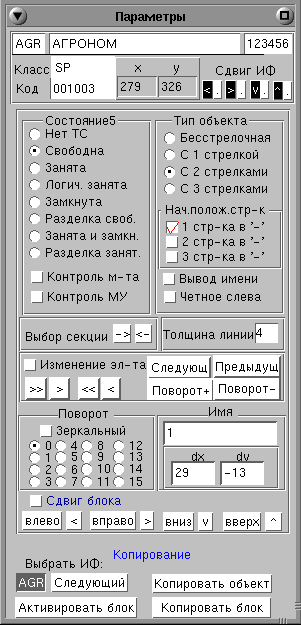 Параметры
AGR АГРОНОМ 123456
Класс SP x y Сдвиг ИФ
Код 001003 279 326 < . > . v . ^ .
Состояние5 Тип объекта
Нет ТС Бесстрелочная
Свободна С 1 стрелкой
Занята С 2 стрелками
Логич. занята С 3 стрелками
Замкнута
Разделка своб. Нач.полож.стр-к
Занята и замкн. 1 стр-ка в '-'
Разделка занят. 2 стр-ка в '-'
3 стр-ка в '-'
Контроль м-та Вывод имени
Контроль МУ Четное слева
Выбор секции -> <- Толщина линии 4
Изменение эл-та Следующ Предыдущ
>> > << < Поворот+ Поворот-
Поворот Имя
Зеркальный 1
0 4 8 12
1 5 9 13 dx dv
2 6 10 14 29 -13
3 7 11 15
Сдвиг блока
влево < вправо > вниз v вверх ^
Копирование
Выбрать ИФ:
AGR Следующий Копировать объект
Активировать блок Копировать блок